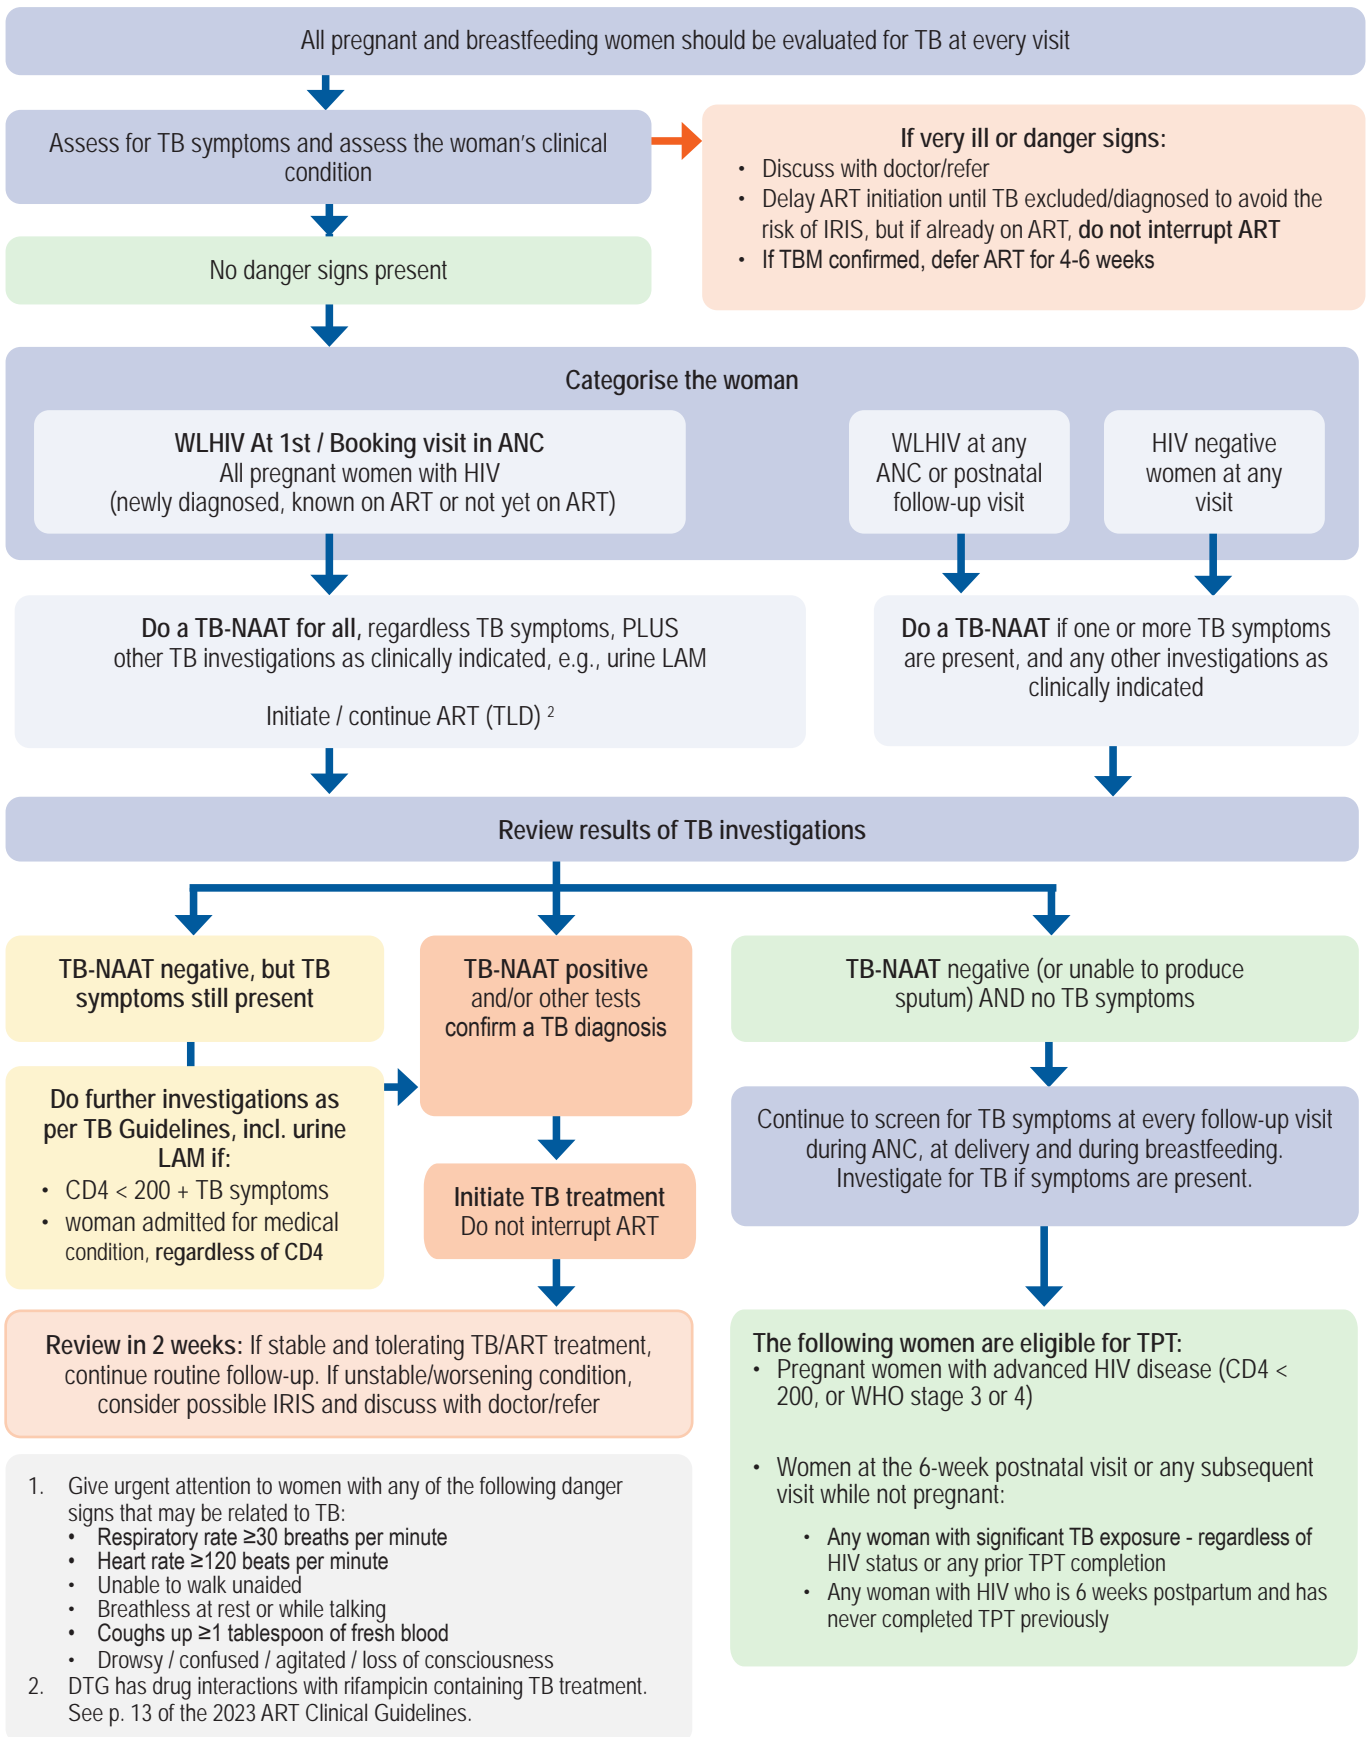 All pregnant and breastfeeding women should be evaluated for TB at every visit
Assess for TB symptoms and assess the woman's clinical
condition
If very ill or danger signs:
• Discuss with doctor/refer
• Delay ART initiation until TB excluded/diagnosed to avoid the
risk of IRIS, but if already on ART, do not interrupt ART
• If TBM confirmed, defer ART for 4-6 weeks
No danger signs present
Categorise the woman
WLHIV At 1st / Booking visit in ANC
All pregnant women with HIV
(newly diagnosed, known on ART or not yet on ART)
WLHIV at any
ANC or postnatal
follow-up visit
HIV negative
women at any
visit
Do a TB-NAAT for all, regardless TB symptoms, PLUS
other TB investigations as clinically indicated, e.g., urine LAM
Initiate / continue ART (TLD) 2
Do a TB-NAAT if one or more TB symptoms
are present, and any other investigations as
clinically indicated
Review results of TB investigations
TB-NAAT negative, but TB
symptoms still present
Do further investigations as
per TB Guidelines, incl. urine
LAM if:
• CD4 < 200 + TB symptoms
• woman admitted for medical
condition, regardless of CD4
TB-NAAT positive
and/or other tests
confirm a TB diagnosis
Initiate TB treatment
Do not interrupt ART
Review in 2 weeks: If stable and tolerating TB/ART treatment,
continue routine follow-up. If unstable/worsening condition,
consider possible IRIS and discuss with doctor/refer
TB-NAAT negative (or unable to produce
sputum) AND no TB symptoms
Continue to screen for TB symptoms at every follow-up visit
during ANC, at delivery and during breastfeeding.
Investigate for TB if symptoms are present.
The following women are eligible for TPT:
• Pregnant women with advanced HIV disease (CD4 <
200, or WHO stage 3 or 4)
• Women at the 6-week postnatal visit or any subsequent
visit while not pregnant:
• Any woman with significant TB exposure - regardless of
HIV status or any prior TPT completion
• Any woman with HIV who is 6 weeks postpartum and has
never completed TPT previously
1. Give urgent attention to women with any of the following danger
signs that may be related to TB:
• Respiratory rate ≥30 breaths per minute
• Heart rate ≥120 beats per minute
• Unable to walk unaided
• Breathless at rest or while talking
• Coughs up ≥1 tablespoon of fresh blood
• Drowsy / confused / agitated / loss of consciousness
2. DTG has drug interactions with rifampicin containing TB treatment.
See p. 13 of the 2023 ART Clinical Guidelines.